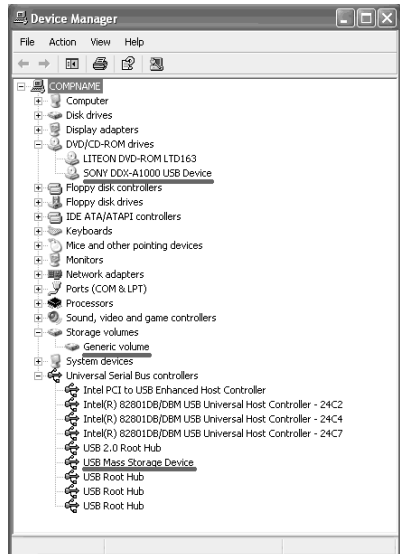 Device Manager
File Action View Help
COMPNAME
Computer
Disk drives
Display adapters
DVD/CD-ROM drives
LITEON DVD-ROM LTD163
SONY DDX-A1000 USB Device
Floppy disk controllers
Floppy disk drives
IDE ATA/ATAPI controllers
Keyboards
Mice and other pointing devices
Monitors
Network adapters
Ports (COM & LPT)
Processors
Sound, video and game controllers
Storage volumes
Generic volume
System devices
Universal Serial Bus controllers
Intel PCI to USB Enhanced Host Controller
Intel(R) 82801DB/DBM USB Universal Host Controller - 24C2
Intel(R) 82801DB/DBM USB Universal Host Controller - 24C4
Intel(R) 82801DB/DBM USB Universal Host Controller - 24C7
USB 2.0 Root Hub
USB Mass Storage Device
USB Root Hub
USB Root Hub
USB Root Hub